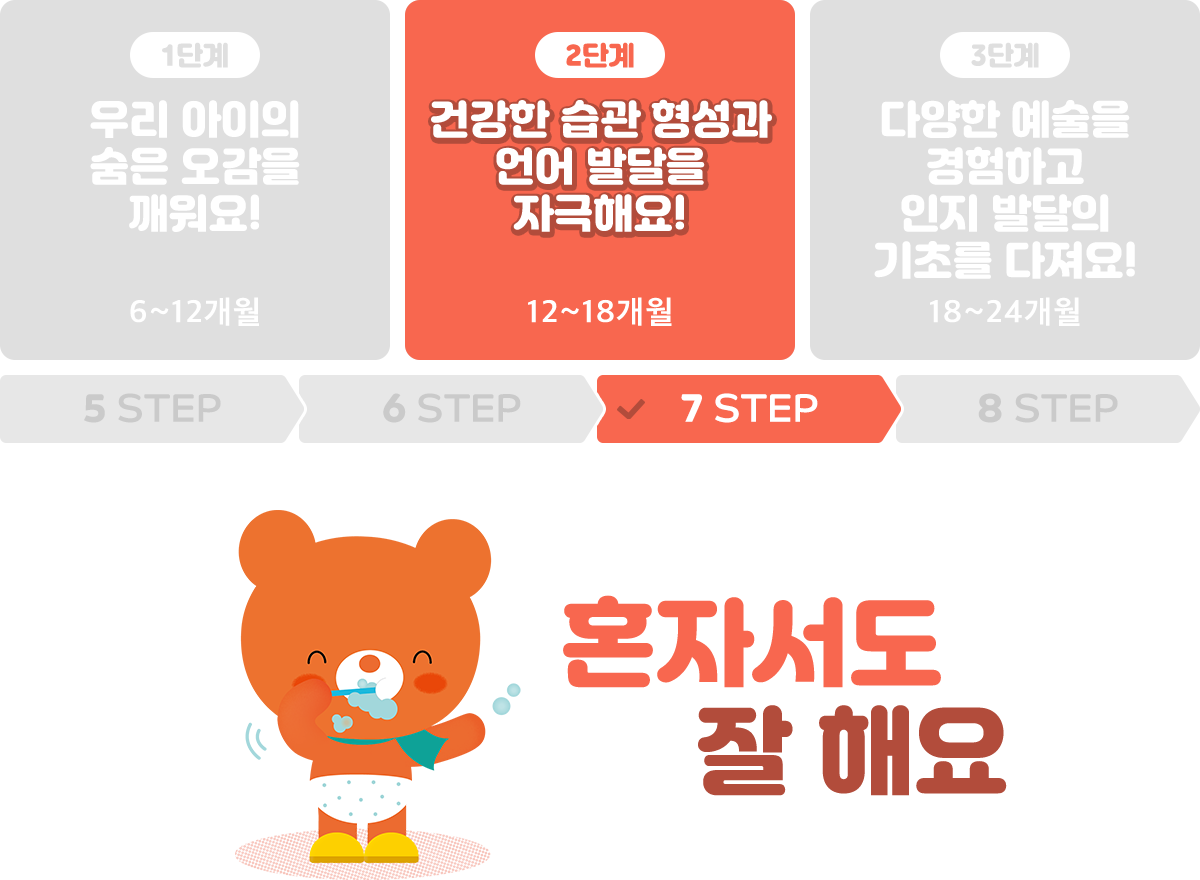 1단계
우리 아이의
숨은 오감을
깨워요!
6~12개월
2단계
건강한 습관 형성과
언어 발달을
자극해요!
12~18개월
3단계
다양한 예술을
경험하고
인지 발달의
기초를 다져요!
18~24개월
5 STEP
6 STEP
7 STEP
8 STEP
혼자서도
잘 해요